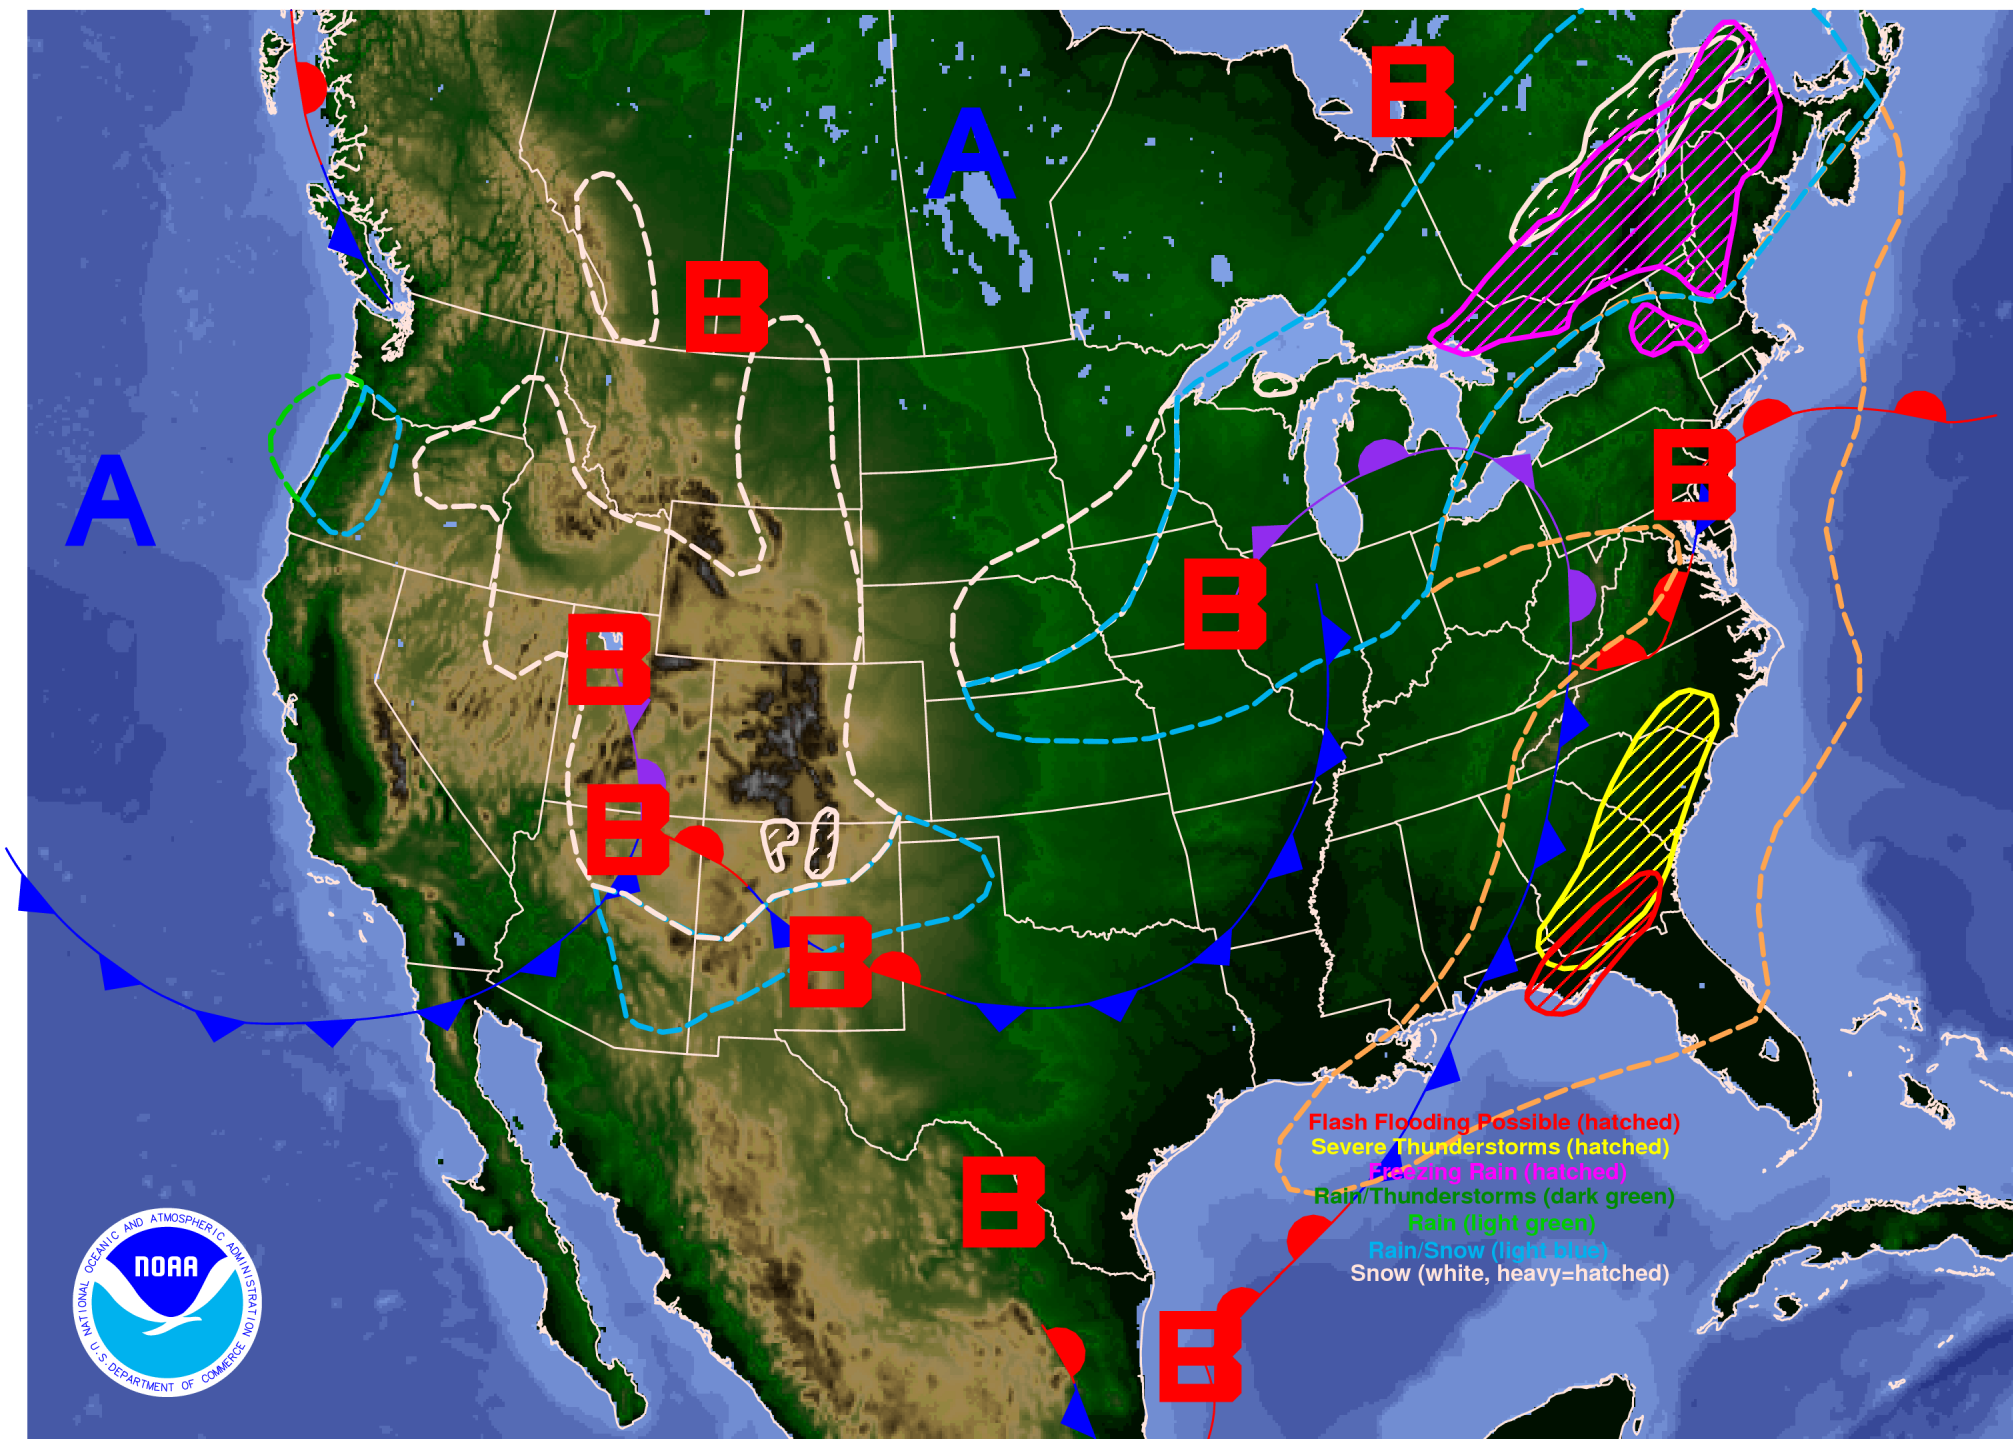 B
A
B
A
B
B
B
B
B
B
B
Flash Flooding Possible (hatched)
Severe Thunderstorms (hatched)
Freezing Rain (hatched)
Rain/Thunderstorms (dark green)
Rain (light green)
Rain/Snow (light blue)
Snow (white, heavy=hatched)
NATIONAL OCEANIC AND ATMOSPHERIC ADMINISTRATION
NOAA
U.S. DEPARTMENT OF COMMERCE